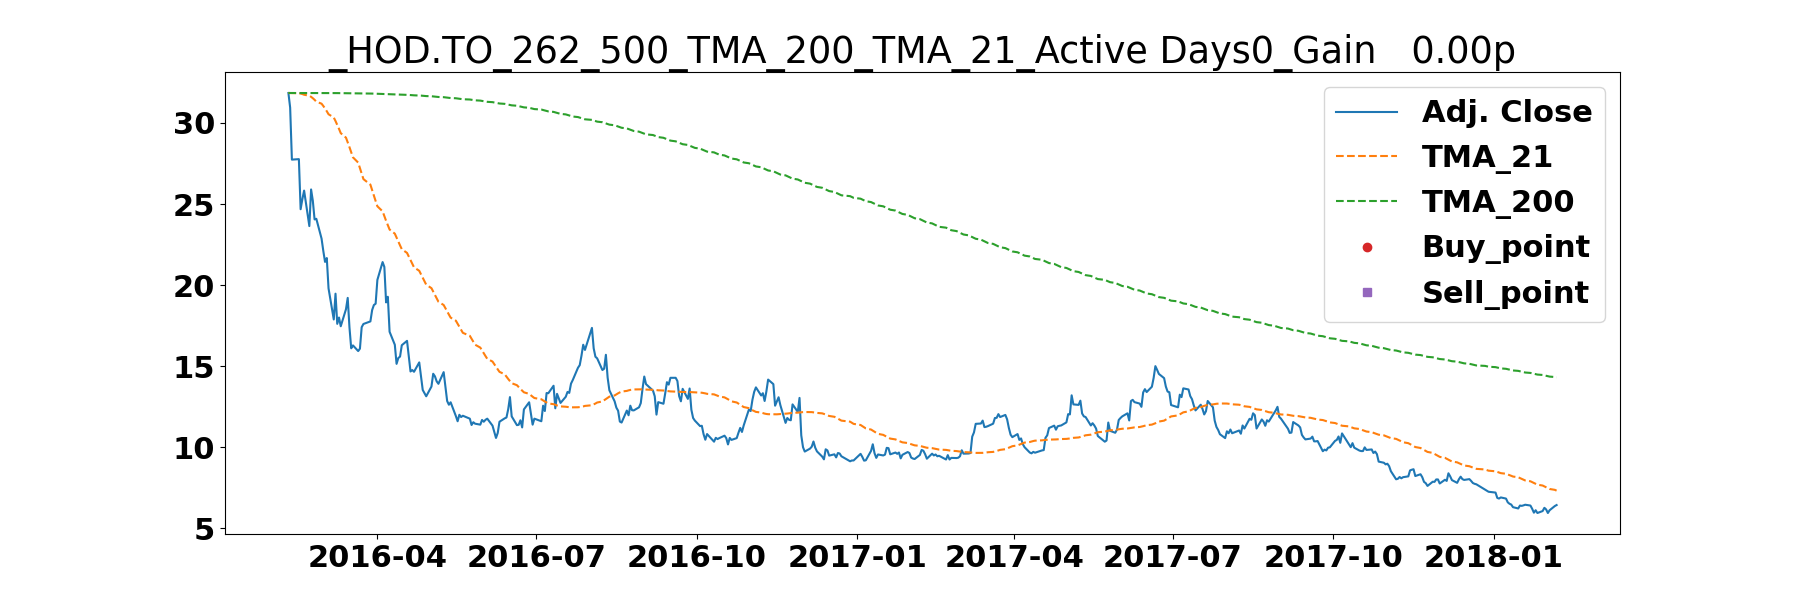 _HOD.TO_262_500_TMA_200_TMA_21_Active Days0_Gain   0.00p
Adj. Close
TMA_21
TMA_200
Buy_point
Sell_point
30
25
20
15
10
5
2016-04 2016-07 2016-10 2017-01 2017-04 2017-07 2017-10 2018-01